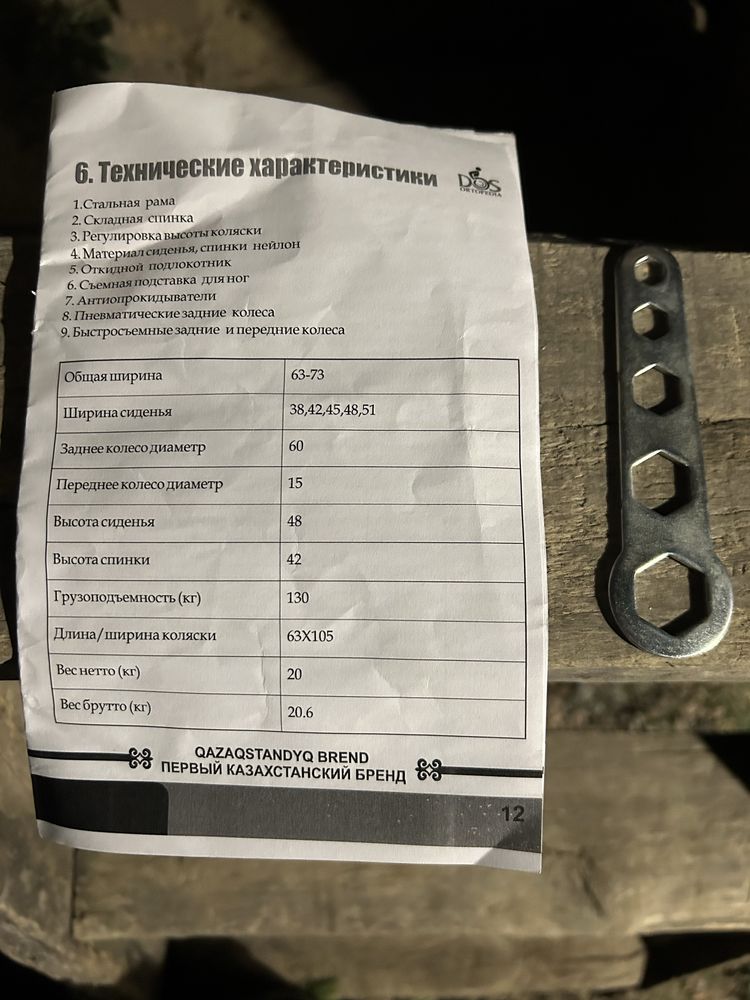 6. Технические характеристики
DOS
ORTOPEDIA
1.Стальная рама
2. Складная спинка
3. Регулировка высоты коляски
4. Материал сиденья, спинки нейлон
5. Откидной подлокотник
6. Съемная подставка для ног
7. Антиопрокидыватели
8. Пневматические задние колеса
9. Быстросъемные задние и передние колеса
Общая ширина 63-73
Ширина сиденья 38,42,45,48,51
Заднее колесо диаметр 60
Переднее колесо диаметр 15
Высота сиденья 48
Высота спинки 42
Грузоподъемность (кг) 130
Длина/ширина коляски 63X105
Вес нетто (кг) 20
Вес брутто (кг) 20.6
QAZAQSTANDYQ BREND
ПЕРВЫЙ КАЗАХСТАНСКИЙ БРЕНД
12